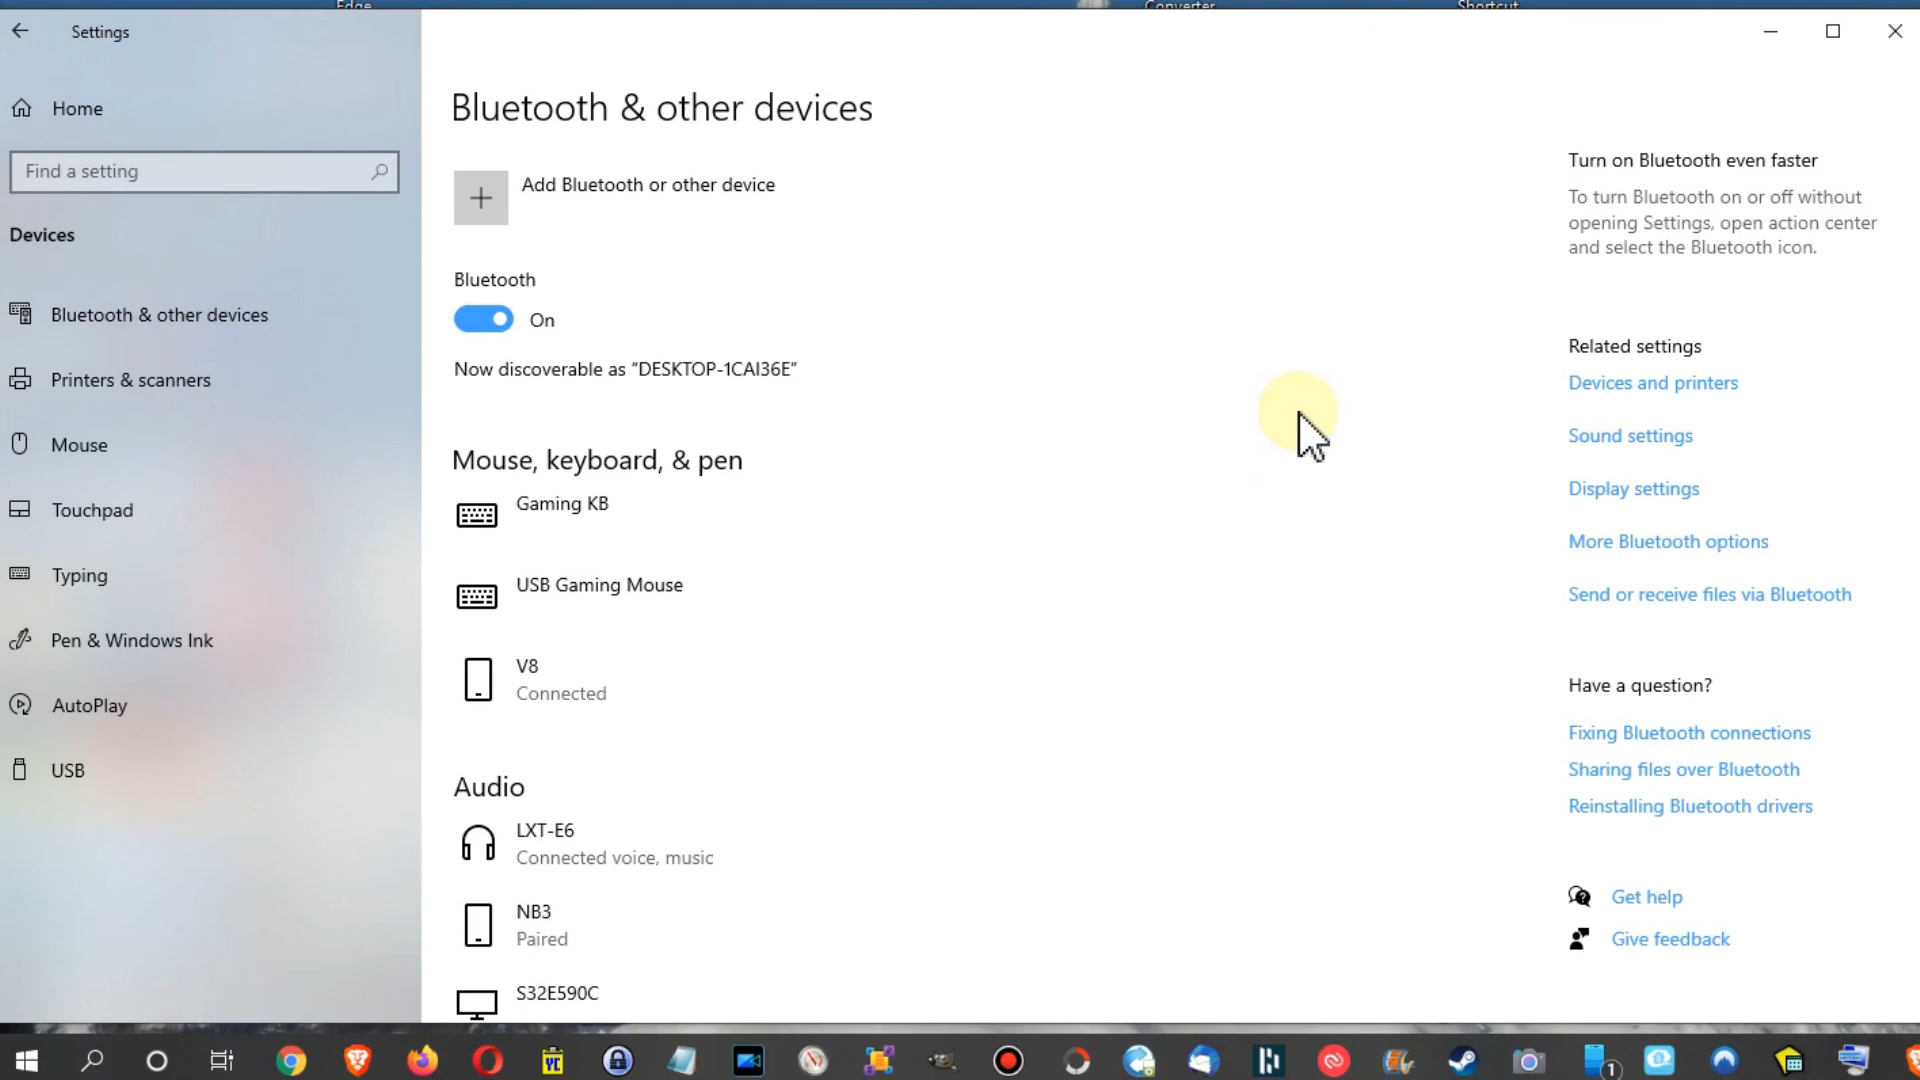 Edge
Converter
Shortcut
Settings
Home
Find a setting
Devices
Bluetooth & other devices
Printers & scanners
Mouse
Touchpad
Typing
Pen & Windows Ink
AutoPlay
USB
Bluetooth & other devices
Add Bluetooth or other device
Bluetooth
On
Now discoverable as “DESKTOP-1CAI36E”
Mouse, keyboard, & pen
Gaming KB
USB Gaming Mouse
V8
Connected
Audio
LXT-E6
Connected voice, music
NB3
Paired
S32E590C
Turn on Bluetooth even faster
To turn Bluetooth on or off without
opening Settings, open action center
and select the Bluetooth icon.
Related settings
Devices and printers
Sound settings
Display settings
More Bluetooth options
Send or receive files via Bluetooth
Have a question?
Fixing Bluetooth connections
Sharing files over Bluetooth
Reinstalling Bluetooth drivers
Get help
Give feedback
YC
1